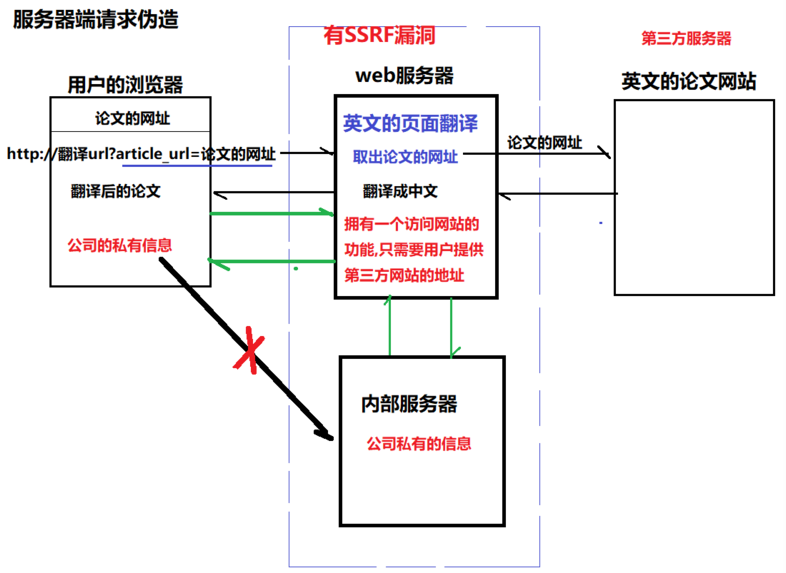 服务器端请求伪造
有SSRF漏洞
第三方服务器
用户的浏览器
web服务器
英文的论文网站
论文的网址
http://翻译url?article_url=论文的网址
翻译后的论文
公司的私有信息
英文的页面翻译
取出论文的网址
翻译成中文
拥有一个访问网站的
功能,只需要用户提供
第三方网站的地址
论文的网址
内部服务器
公司私有的信息